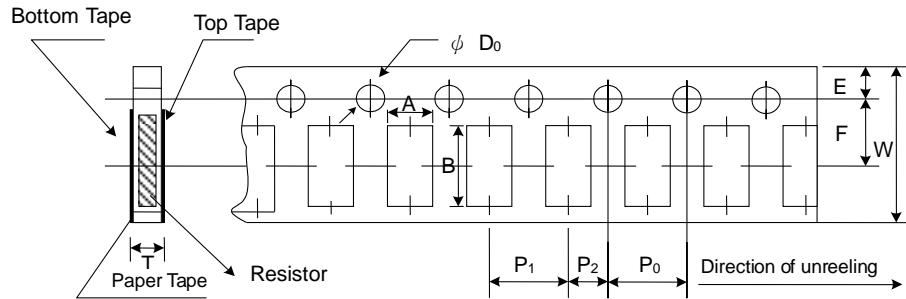 Bottom Tape
Top Tape
ϕ D₀
A
B
E
F
W
T
Paper Tape
Resistor
P₁
P₂
P₀
Direction of unreeling